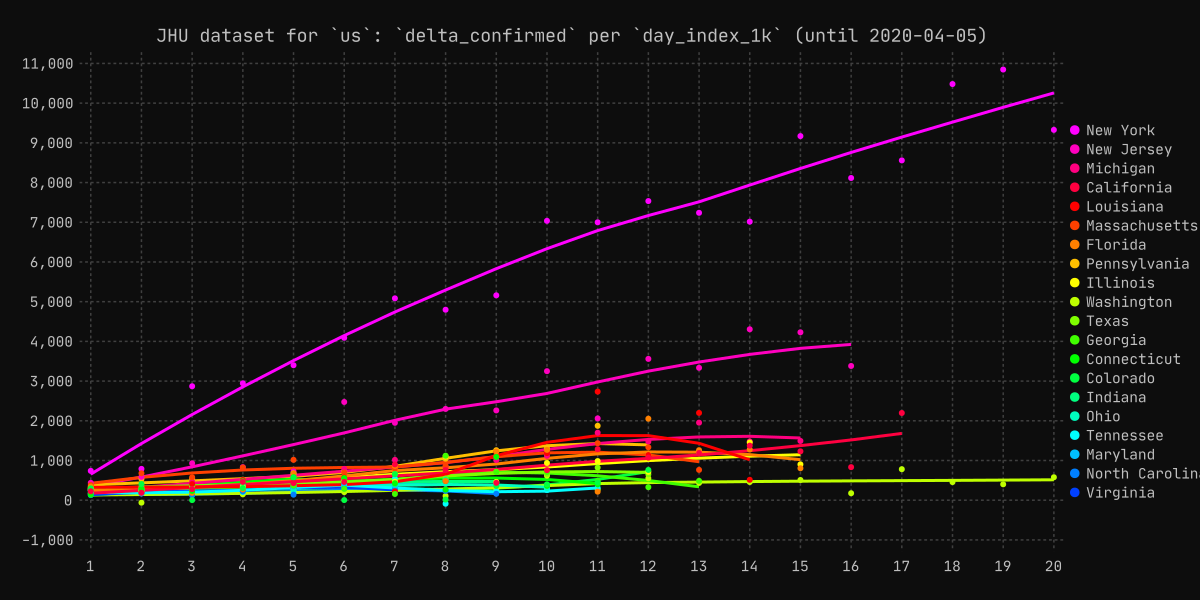 JHU dataset for `us`: `delta_confirmed` per `day_index_1k` (until 2020-04-05)
11,000
10,000
9,000
8,000
7,000
6,000
5,000
4,000
3,000
2,000
1,000
0
−1,000
1 2 3 4 5 6 7 8 9 10 11 12 13 14 15 16 17 18 19 20
New York
New Jersey
Michigan
California
Louisiana
Massachusetts
Florida
Pennsylvania
Illinois
Washington
Texas
Georgia
Connecticut
Colorado
Indiana
Ohio
Tennessee
Maryland
North Carolina
Virginia